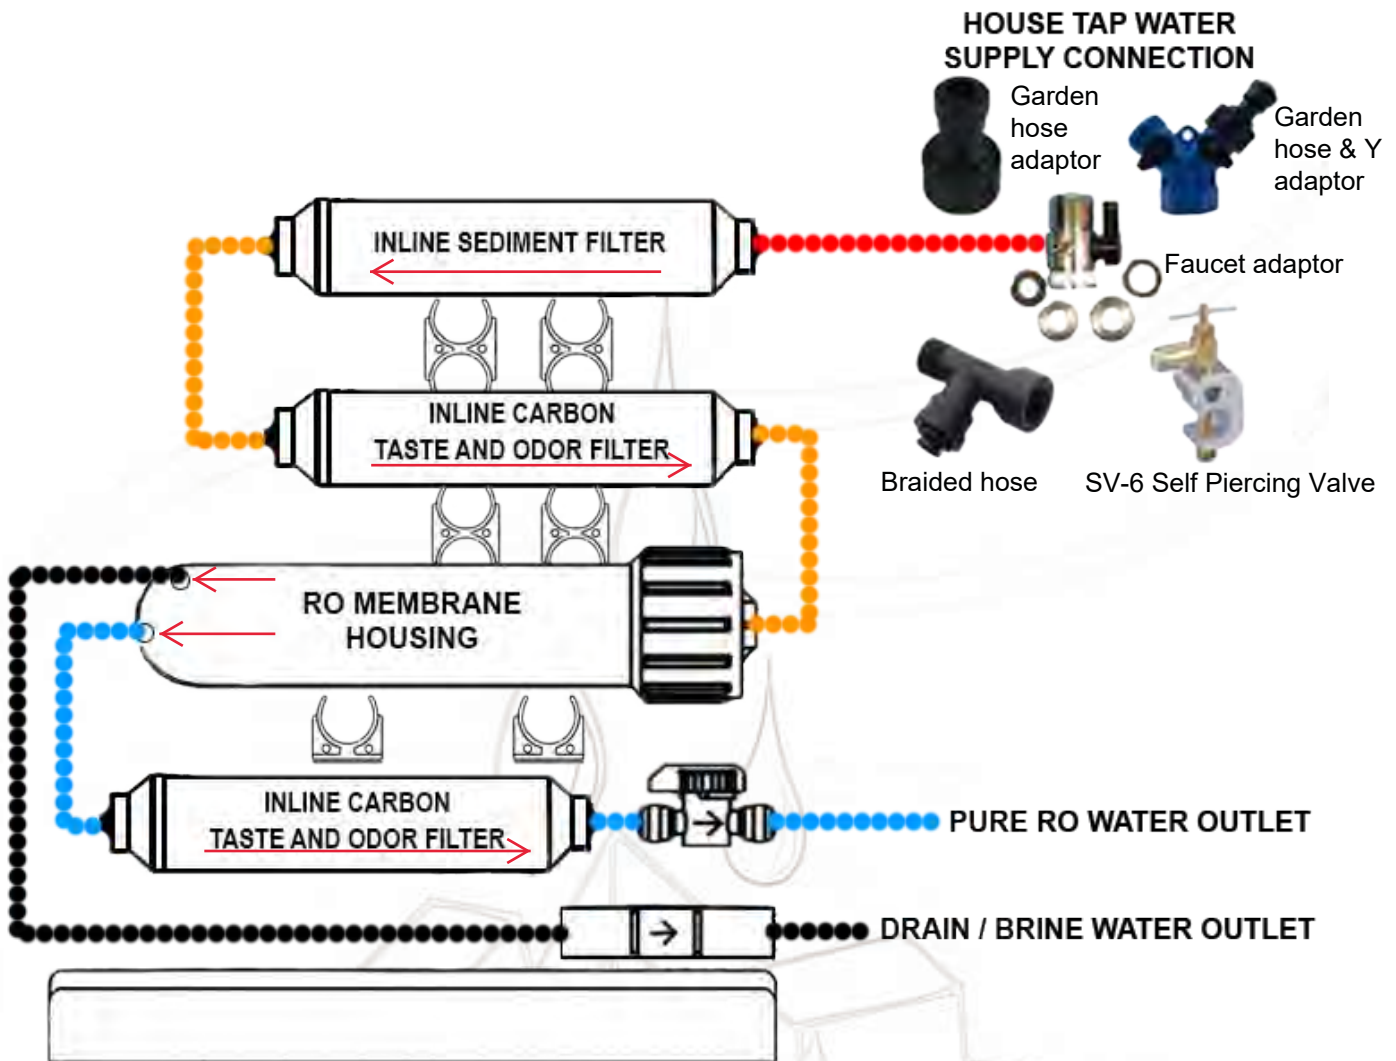 HOUSE TAP WATER
SUPPLY CONNECTION
Garden
hose
adaptor
Garden
hose & Y
adaptor
INLINE SEDIMENT FILTER
Faucet adaptor
INLINE CARBON
TASTE AND ODOR FILTER
Braided hose
SV-6 Self Piercing Valve
RO MEMBRANE
HOUSING
INLINE CARBON
TASTE AND ODOR FILTER
PURE RO WATER OUTLET
DRAIN / BRINE WATER OUTLET